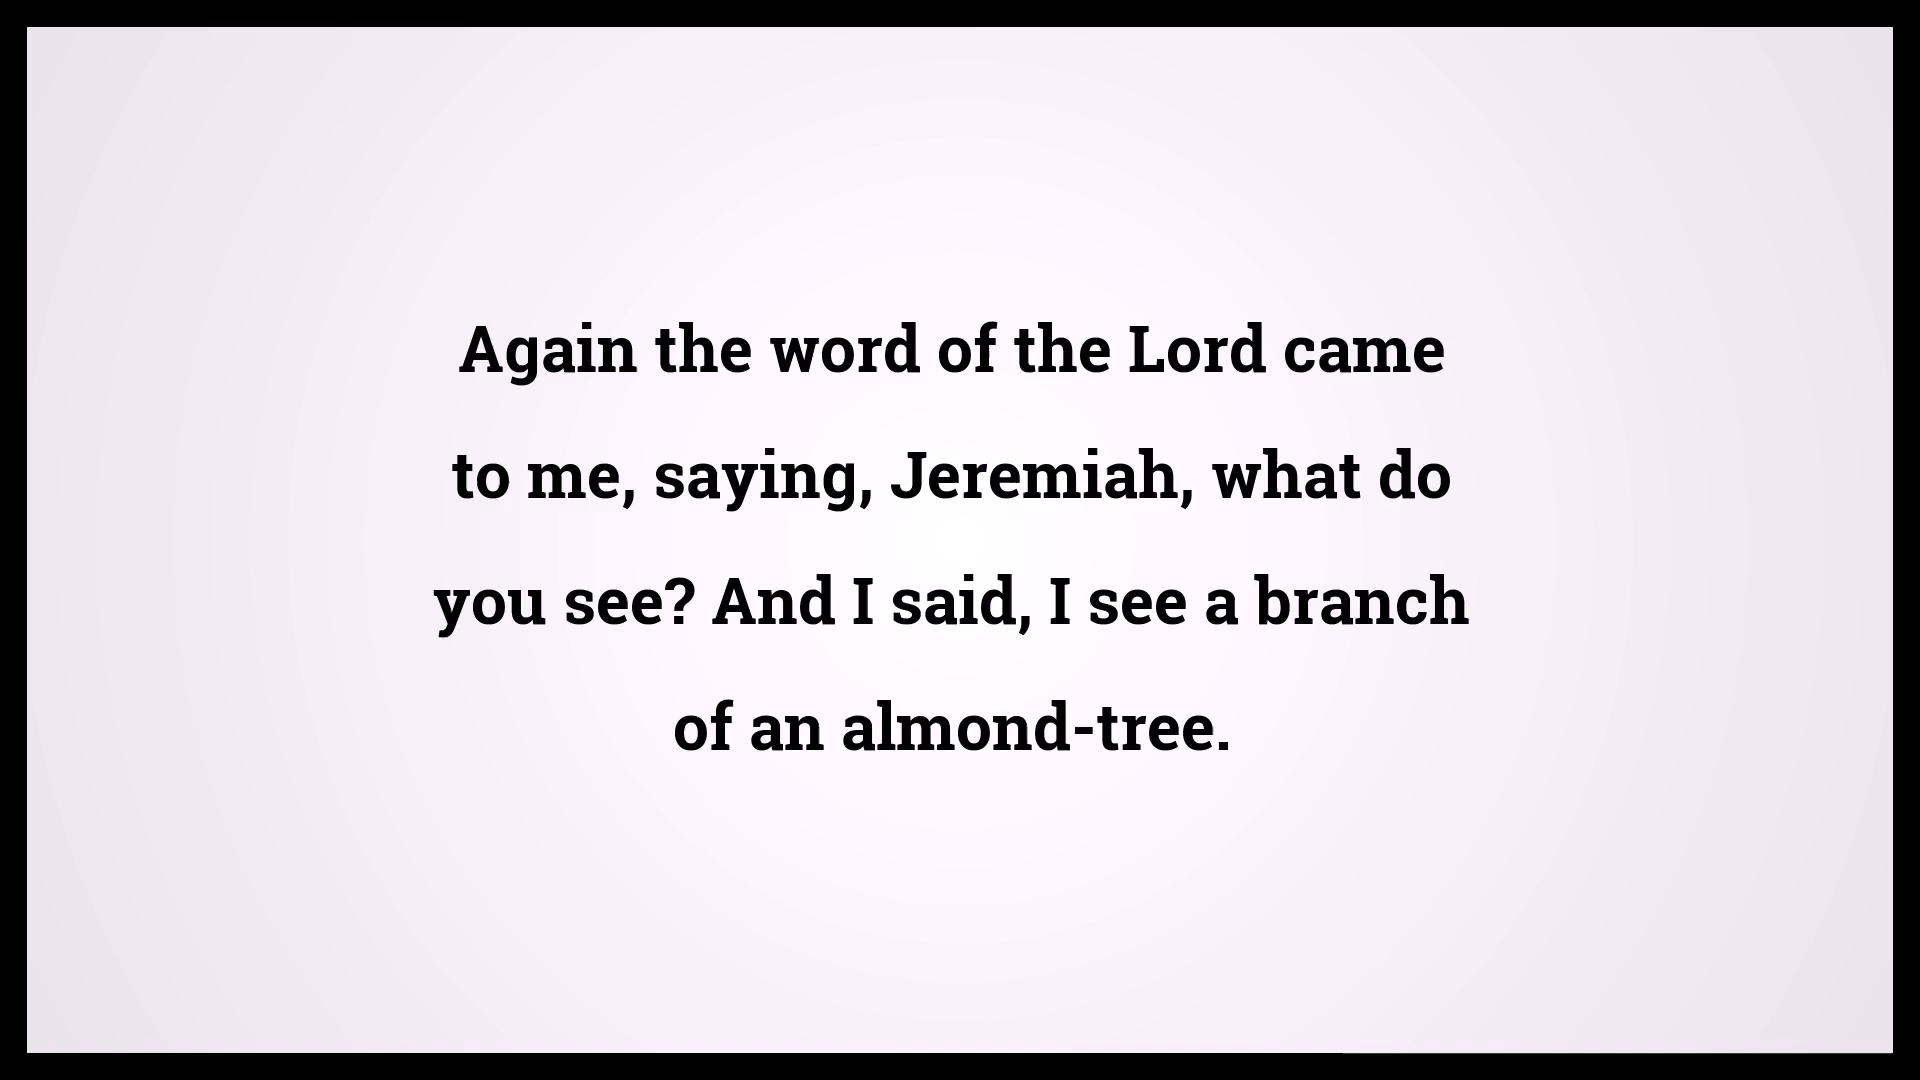 Again the word of the Lord came
to me, saying, Jeremiah, what do
you see? And I said, I see a branch
of an almond-tree.